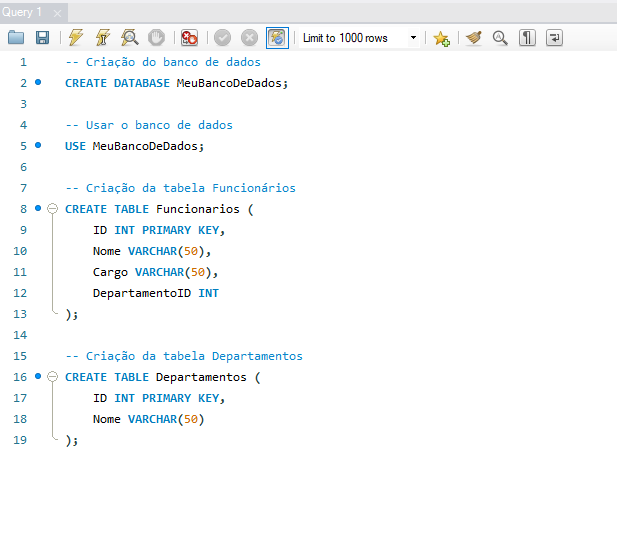 Query 1
Limit to 1000 rows
1 -- Criação do banco de dados
2 CREATE DATABASE MeuBancoDeDados;
3
4 -- Usar o banco de dados
5 USE MeuBancoDeDados;
6
7 -- Criação da tabela Funcionários
8 CREATE TABLE Funcionarios (
9 ID INT PRIMARY KEY,
10 Nome VARCHAR(50),
11 Cargo VARCHAR(50),
12 DepartamentoID INT
13 );
14
15 -- Criação da tabela Departamentos
16 CREATE TABLE Departamentos (
17 ID INT PRIMARY KEY,
18 Nome VARCHAR(50)
19 );